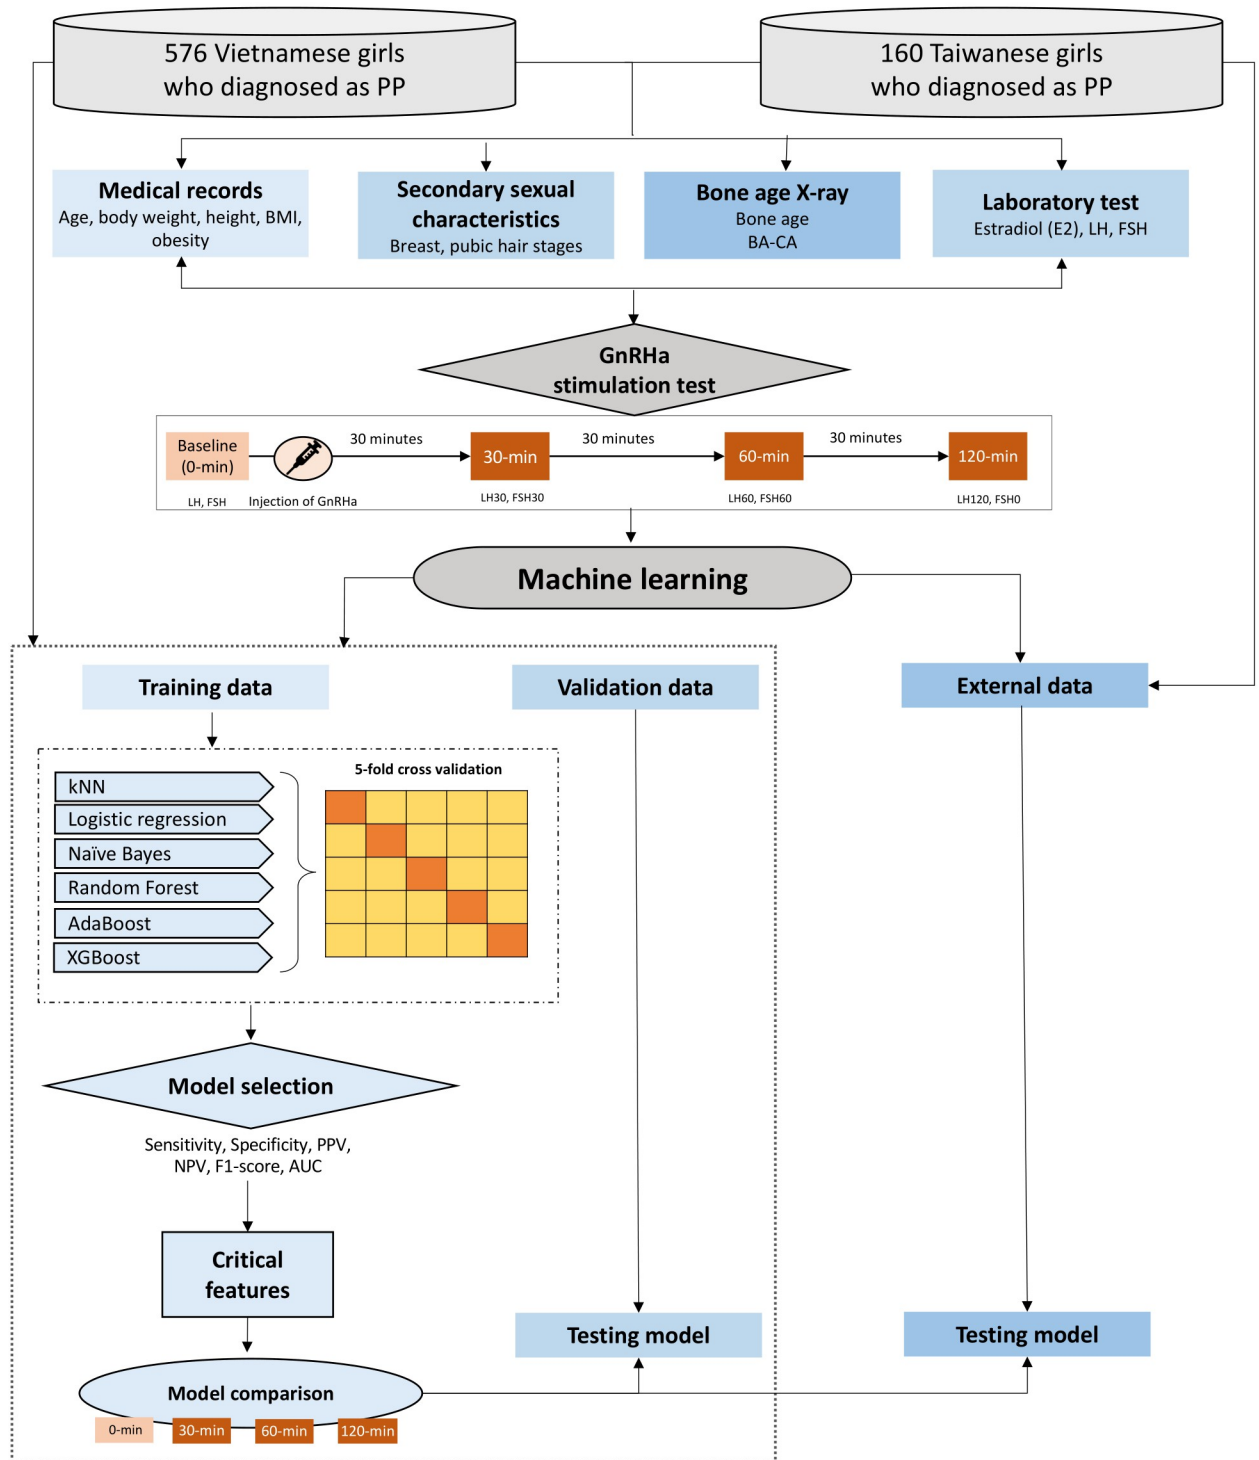 576 Vietnamese girls
who diagnosed as PP
160 Taiwanese girls
who diagnosed as PP
Medical records
Age, body weight, height, BMI,
obesity
Secondary sexual
characteristics
Breast, pubic hair stages
Bone age X-ray
Bone age
BA-CA
Laboratory test
Estradiol (E2), LH, FSH
GnRHa
stimulation test
Baseline
(0-min)
LH, FSH
Injection of GnRHa
30 minutes
30-min
LH30, FSH30
30 minutes
60-min
LH60, FSH60
30 minutes
120-min
LH120, FSH0
Machine learning
Training data
Validation data
External data
kNN
Logistic regression
Naïve Bayes
Random Forest
AdaBoost
XGBoost
5-fold cross validation
Model selection
Sensitivity, Specificity, PPV,
NPV, F1-score, AUC
Critical
features
Testing model
Testing model
Model comparison
0-min
30-min
60-min
120-min